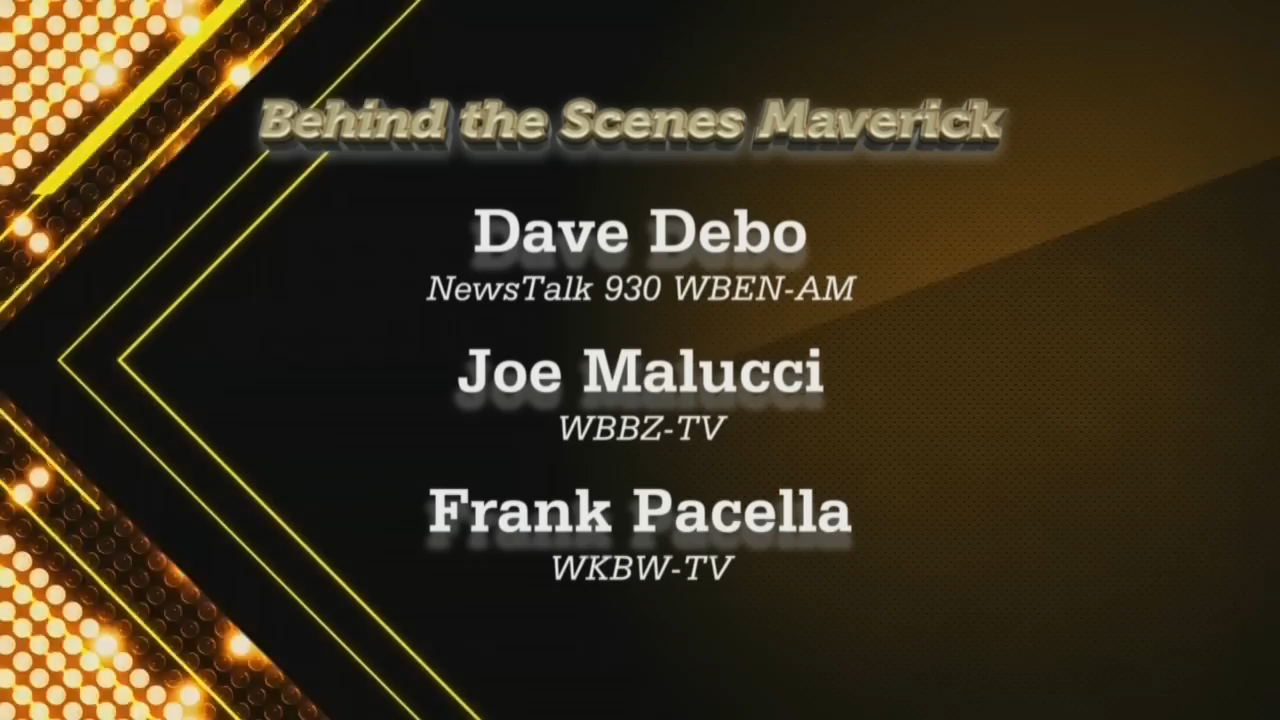 Behind the Scenes Maverick
Dave Debo
NewsTalk 930 WBEN-AM
Joe Malucci
WBBZ-TV
Frank Pacella
WKBW-TV